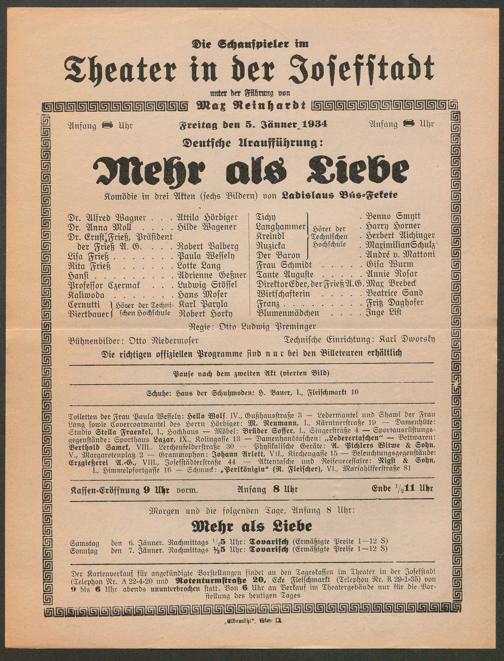 Die Schauspieler im
Theater in der Josefstadt
unter der Führung von
Max Reinhardt
Anfang Uhr Freitag den 5. Jänner 1934 Anfang Uhr
Deutsche Uraufführung:
Mehr als Liebe
Komödie in drei Akten (sechs Bildern) von Ladislaus Bús-Fekete
Dr. Alfred Wagner . . . Attila Hörbiger
Dr. Anna Moll . . . Hilde Wagener
Dr. Ernst Frieß, Präsident
der Frieß A. G. . . . Robert Valberg
Lisa Frieß . . . Paula Wessely
Rita Frieß . . . Lotte Lang
Hansi . . . Adrienne Geßner
Professor Czermak . . . Ludwig Stössel
Kaliwoda . . . Hans Moser
Cernutti } Hörer der Techni- Karl Paryla
Viertbauer } schen Hochschule Robert Horky
Tichy . Benno Smytt
Langhammer Hörer der . Harry Horner
Kreindl Technischen . Herbert Aichinger
Ruzicka Hochschule . Maximilian Schulz
Der Baron . André v. Mattoni
Frau Schmidt . . . Gisa Wurm
Tante Auguste . . . Annie Rosar
Direktor Eder, der Frieß A.G. Max Brebeck
Wirtschafterin . . . Beatrice Sand
Franz . . . Fritz Daghofer
Blumenmädchen . . . Inge List
Regie: Otto Ludwig Preminger
Bühnenbilder: Otto Niedermoser Technische Einrichtung: Karl Dworsky
Die richtigen offiziellen Programme sind nur bei den Billeteuren erhältlich
Pause nach dem zweiten Akt (vierten Bild)
Schuhe: Haus der Schuhmoden: H. Bauer, I., Fleischmarkt 10
Toiletten der Frau Paula Wessely: Hello Wolf, IV., Gußhausstraße 3 — Ledermantel und Shawl der Frau
Lang sowie Covertcoatmantel des Herrn Hörbiger: M. Neumann, I., Kärntnerstraße 19 — Damenhüte:
Studio Stella Fraenkel, I., Hochhaus — Möbel: Brüder Soffer, I., Singerstraße 4 — Sportausrüstungs-
gegenstände: Sporthaus Lazar, IX., Kolingasse 13 — Damenhandtaschen: „Lederertaschen" — Bettwaren:
Berthold Samet, VIII., Lerchenfelderstraße 30 — Physikalische Geräte: A. Pichlers Witwe & Sohn,
V., Margaretenplatz 2 — Grammophon: Johann Arlett, VII., Kirchengasse 15 — Beleuchtungsgegenstände:
Erzgießerei A.-G., VIII., Josefstädterstraße 44 — Aktentasche und Reisenecessaire: Nigst & Sohn,
I., Himmelpfortgasse 16 — Schmuck: „Perlkönigin" (R. Fleischer), VI., Mariahilferstraße 81
Kassen-Eröffnung 9 Uhr vorm. Anfang 8 Uhr Ende ½11 Uhr
Morgen und die folgenden Tage, Anfang 8 Uhr:
Mehr als Liebe
Samstag den 6. Jänner. Nachmittags ½5 Uhr: Tovarisch (Ermäßigte Preise 1—12 S)
Sonntag den 7. Jänner. Nachmittags ½5 Uhr: Tovarisch (Ermäßigte Preise 1—12 S)
Der Kartenverkauf für angekündigte Vorstellungen findet an den Tageskassen im Theater in der Josefstadt
(Telephon Nr. A 22-4-20 und Rotenturmstraße 20, Ecke Fleischmarkt (Telephon Nr. R 29-1-55) von
9 bis 6 Uhr abends ununterbrochen statt. Von 6 Uhr an Verkauf im Theatergebäude nur für die Vor-
stellung des heutigen Tages
„Elbemühl", Wien IX.